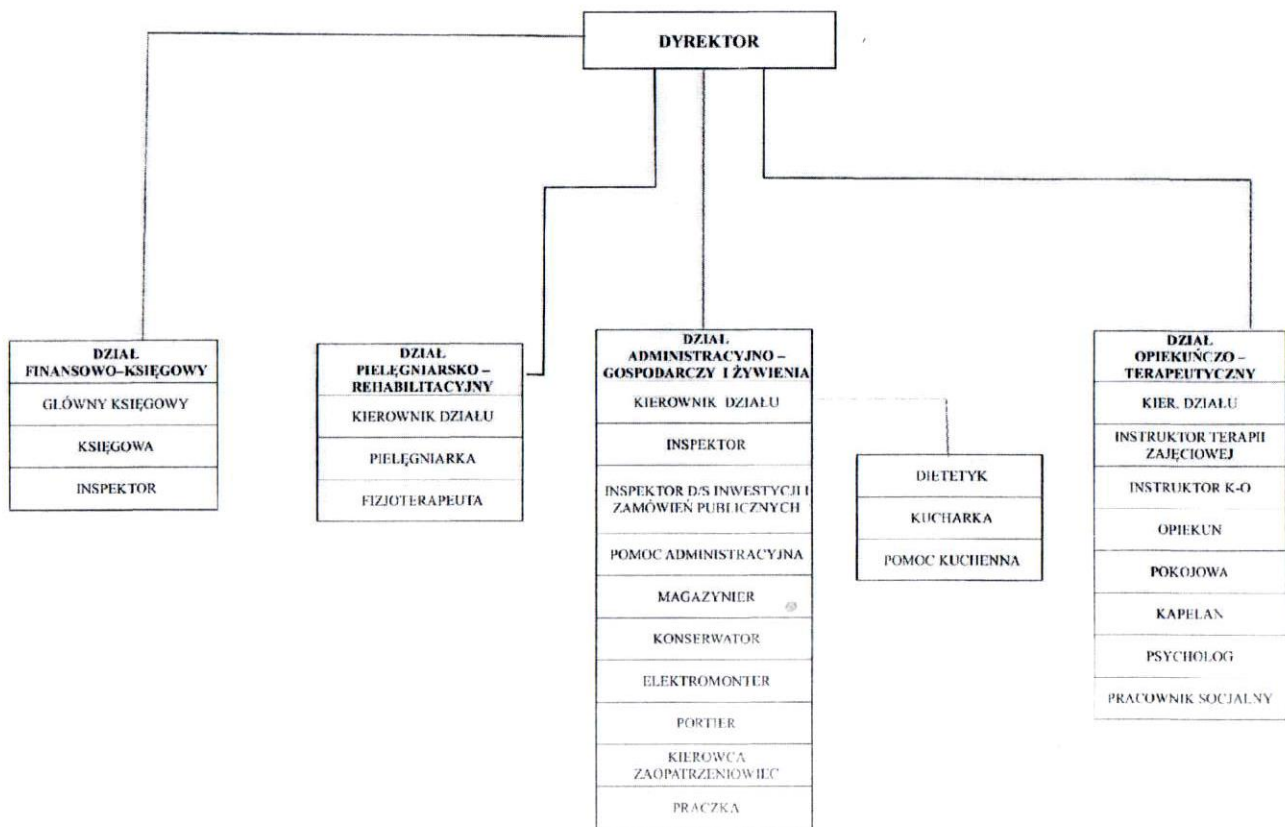 DYREKTOR
DZIAŁ
FINANSOWO–KSIĘGOWY
GŁÓWNY KSIĘGOWY
KSIĘGOWA
INSPEKTOR
DZIAŁ
PIELĘGNIARSKO –
REHABILITACYJNY
KIEROWNIK DZIAŁU
PIELĘGNIARKA
FIZJOTERAPEUTA
DZIAŁ
ADMINISTRACYJNO –
GOSPODARCZY I ŻYWIENIA
KIEROWNIK DZIAŁU
INSPEKTOR
INSPEKTOR D/S INWESTYCJI I
ZAMÓWIEŃ PUBLICZNYCH
POMOC ADMINISTRACYJNA
MAGAZYNIER
KONSERWATOR
ELEKTROMONTER
PORTIER
KIEROWCA
ZAOPATRZENIOWIEC
PRACZKA
DIETETYK
KUCHARKA
POMOC KUCHENNA
DZIAŁ
OPIEKUŃCZO –
TERAPEUTYCZNY
KIER. DZIAŁU
INSTRUKTOR TERAPII
ZAJĘCIOWEJ
INSTRUKTOR K-O
OPIEKUN
POKOJOWA
KAPELAN
PSYCHOLOG
PRACOWNIK SOCJALNY